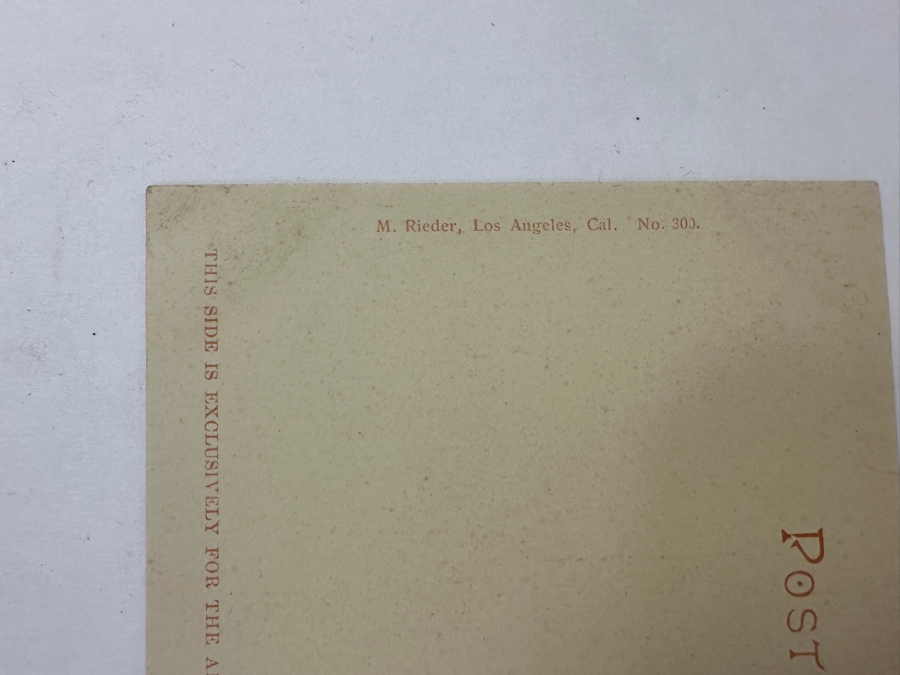 M. Rieder, Los Angeles, Cal. No. 300.
THIS SIDE IS EXCLUSIVELY FOR THE
POST